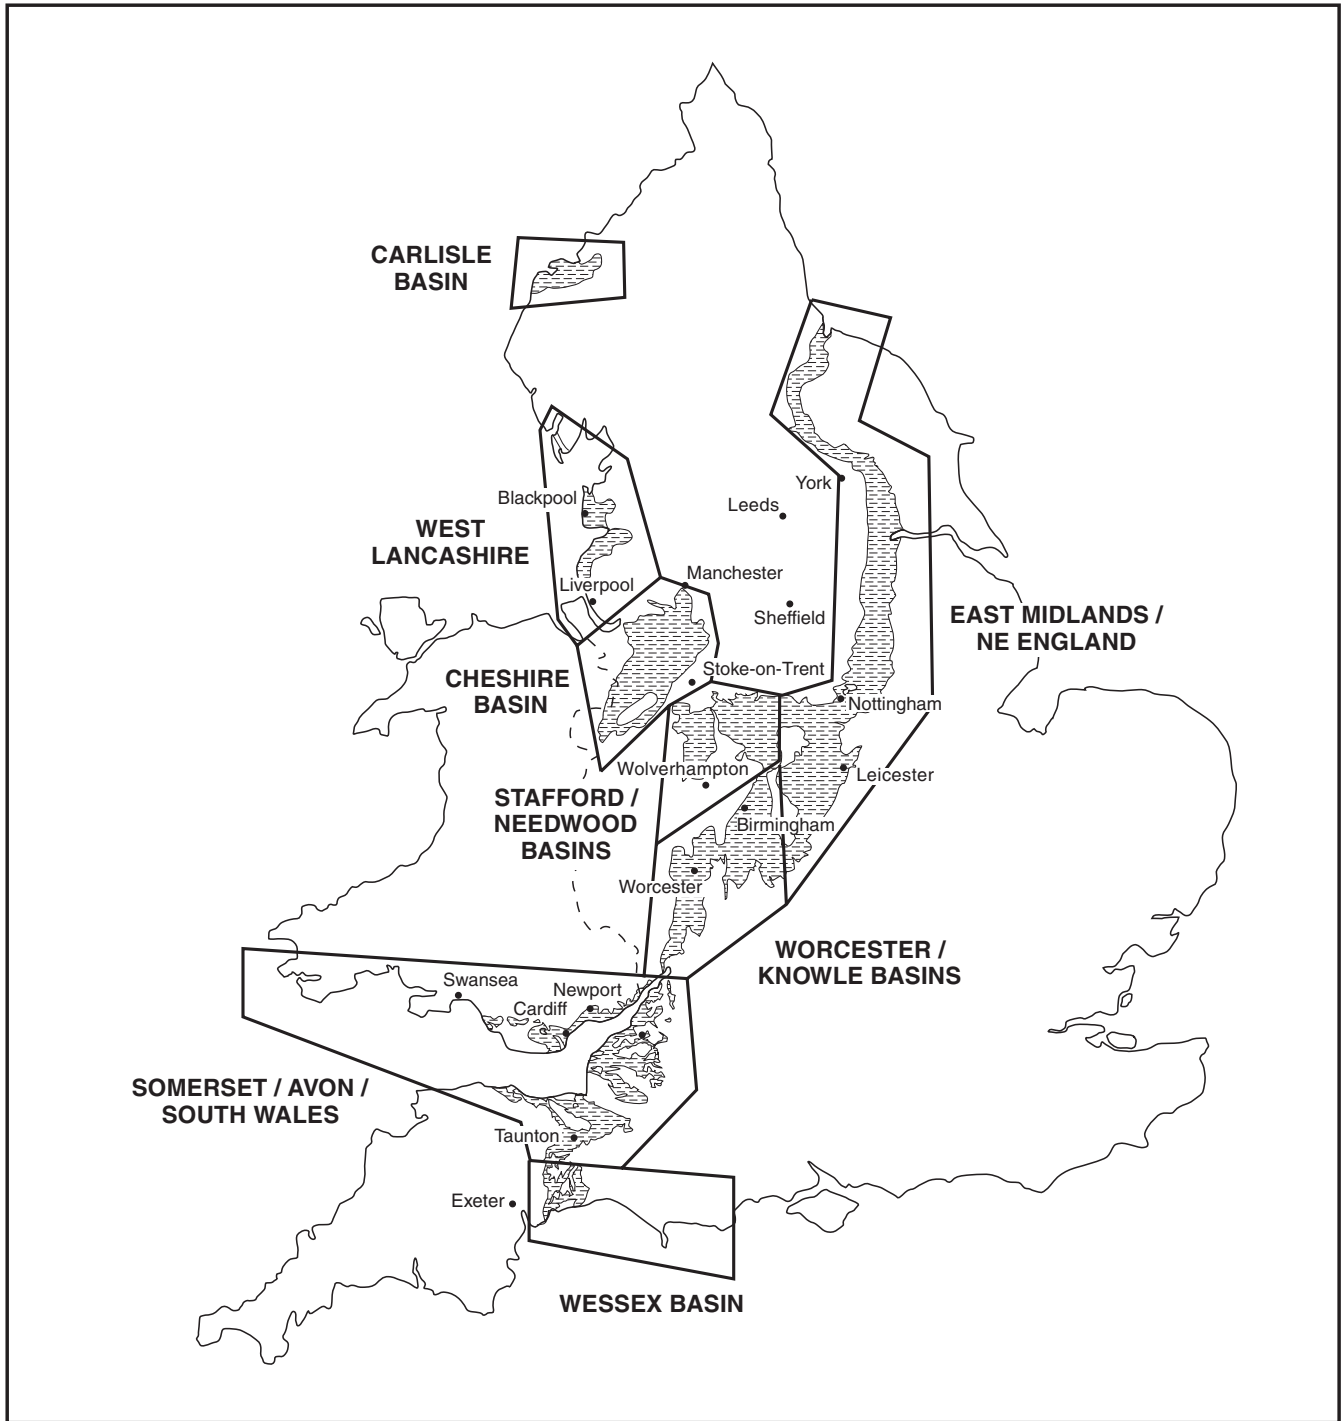 CARLISLE
BASIN
Blackpool
York
Leeds
WEST
LANCASHIRE
Manchester
Liverpool
Sheffield
EAST MIDLANDS /
NE ENGLAND
CHESHIRE
BASIN
Stoke-on-Trent
Nottingham
Wolverhampton
Leicester
STAFFORD /
NEEDWOOD
BASINS
Birmingham
Worcester
WORCESTER /
KNOWLE BASINS
Swansea
Newport
Cardiff
SOMERSET / AVON /
SOUTH WALES
Taunton
Exeter
WESSEX BASIN